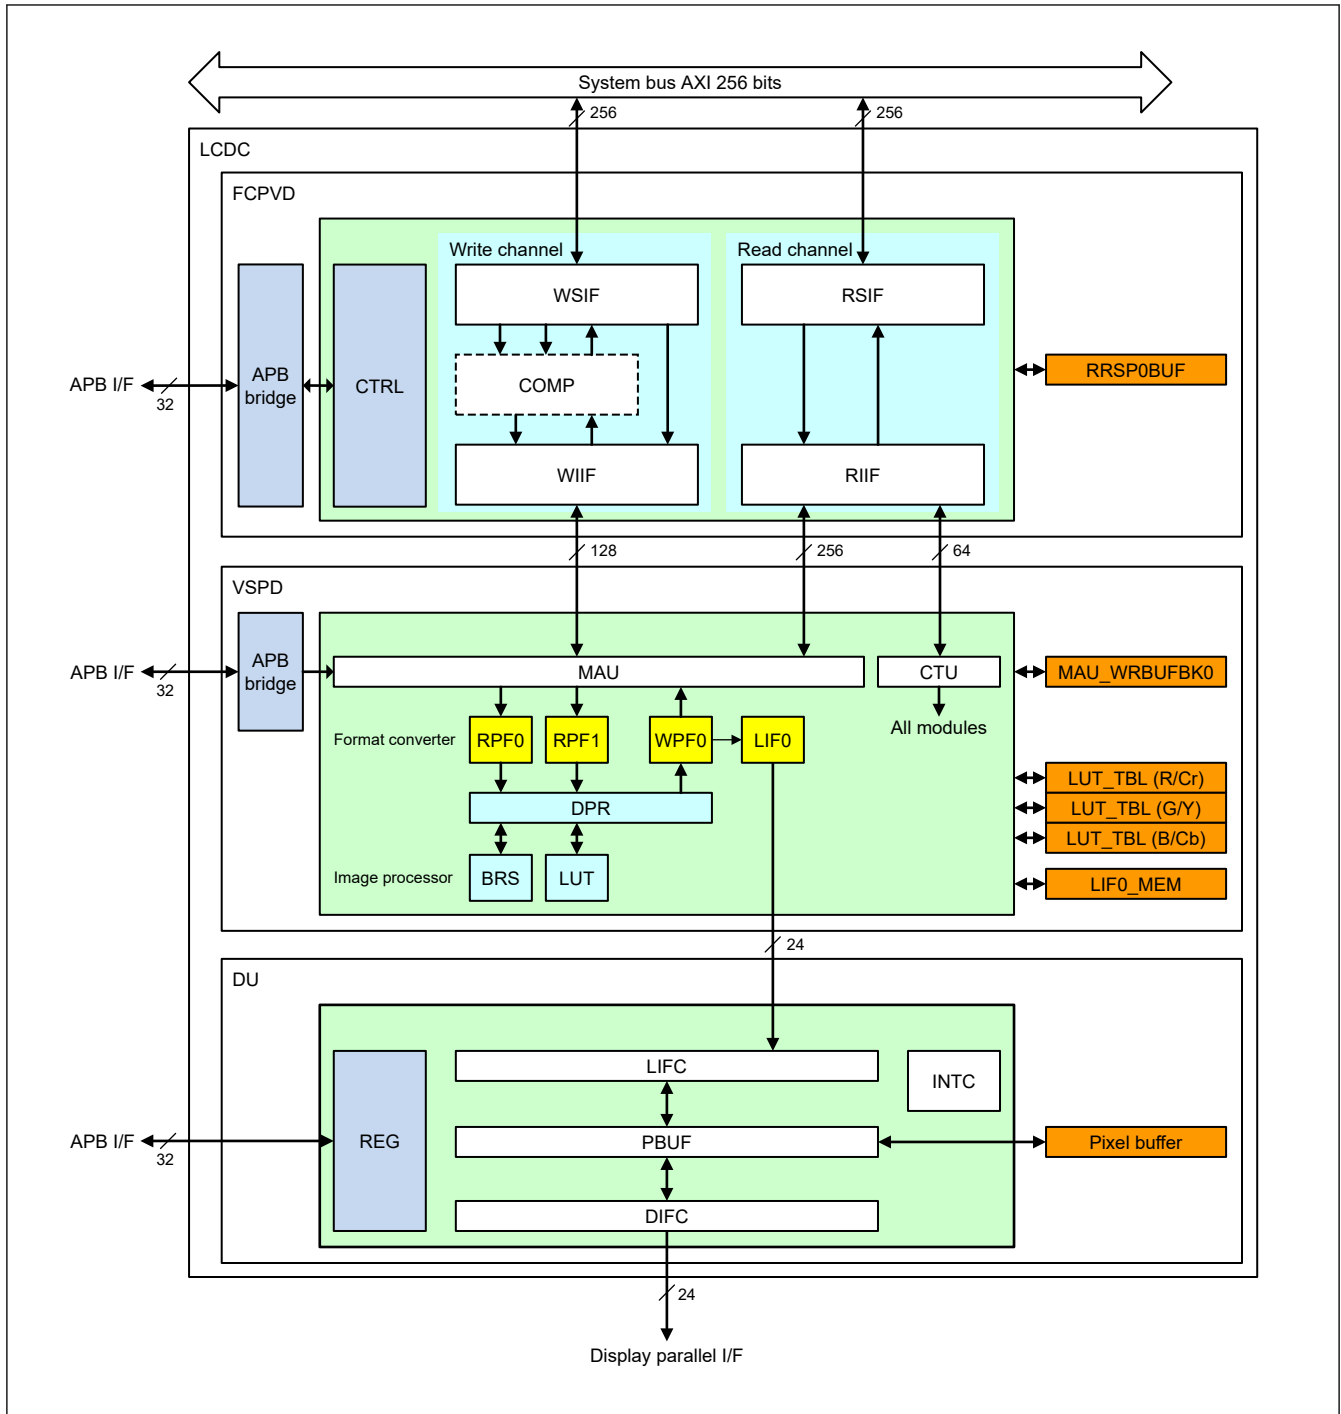 System bus AXI 256 bits
256
256
LCDC
FCPVD
Write channel
Read channel
WSIF
RSIF
APB I/F
32
APB
bridge
CTRL
COMP
RRSP0BUF
WIIF
RIIF
128
256
64
VSPD
APB I/F
32
APB
bridge
MAU
CTU
MAU_WRBUFBK0
All modules
Format converter
RPF0
RPF1
WPF0
LIF0
LUT_TBL (R/Cr)
DPR
LUT_TBL (G/Y)
LUT_TBL (B/Cb)
Image processor
BRS
LUT
LIF0_MEM
24
DU
LIFC
INTC
APB I/F
32
REG
PBUF
Pixel buffer
DIFC
24
Display parallel I/F